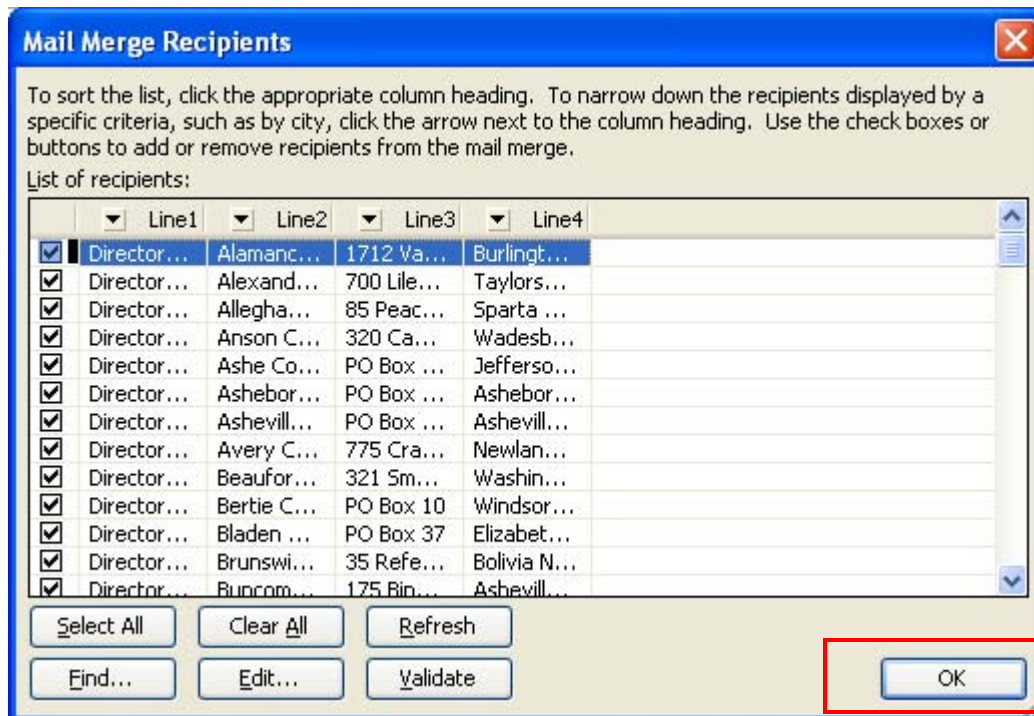 Mail Merge Recipients
To sort the list, click the appropriate column heading. To narrow down the recipients displayed by a
specific criteria, such as by city, click the arrow next to the column heading. Use the check boxes or
buttons to add or remove recipients from the mail merge.
List of recipients:
Line1 Line2 Line3 Line4
Director... Alamanc... 1712 Va... Burlingt...
Director... Alexand... 700 Lile... Taylors...
Director... Allegha... 85 Peac... Sparta ...
Director... Anson C... 320 Ca... Wadesb...
Director... Ashe Co... PO Box ... Jefferso...
Director... Ashebor... PO Box ... Ashebor...
Director... Ashevill... PO Box ... Ashevill...
Director... Avery C... 775 Cra... Newlan...
Director... Beaufor... 321 Sm... Washin...
Director... Bertie C... PO Box 10 Windsor...
Director... Bladen ... PO Box 37 Elizabet...
Director... Brunswi... 35 Refe... Bolivia N...
Director... Buncom... 175 Bin... Ashevill...
Select All Clear All Refresh
Find... Edit... Validate OK